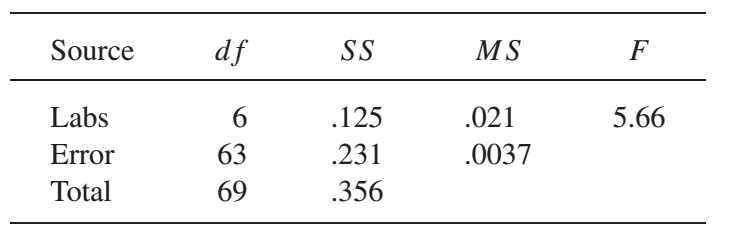 Source df SS MS F
Labs 6 .125 .021 5.66
Error 63 .231 .0037
Total 69 .356